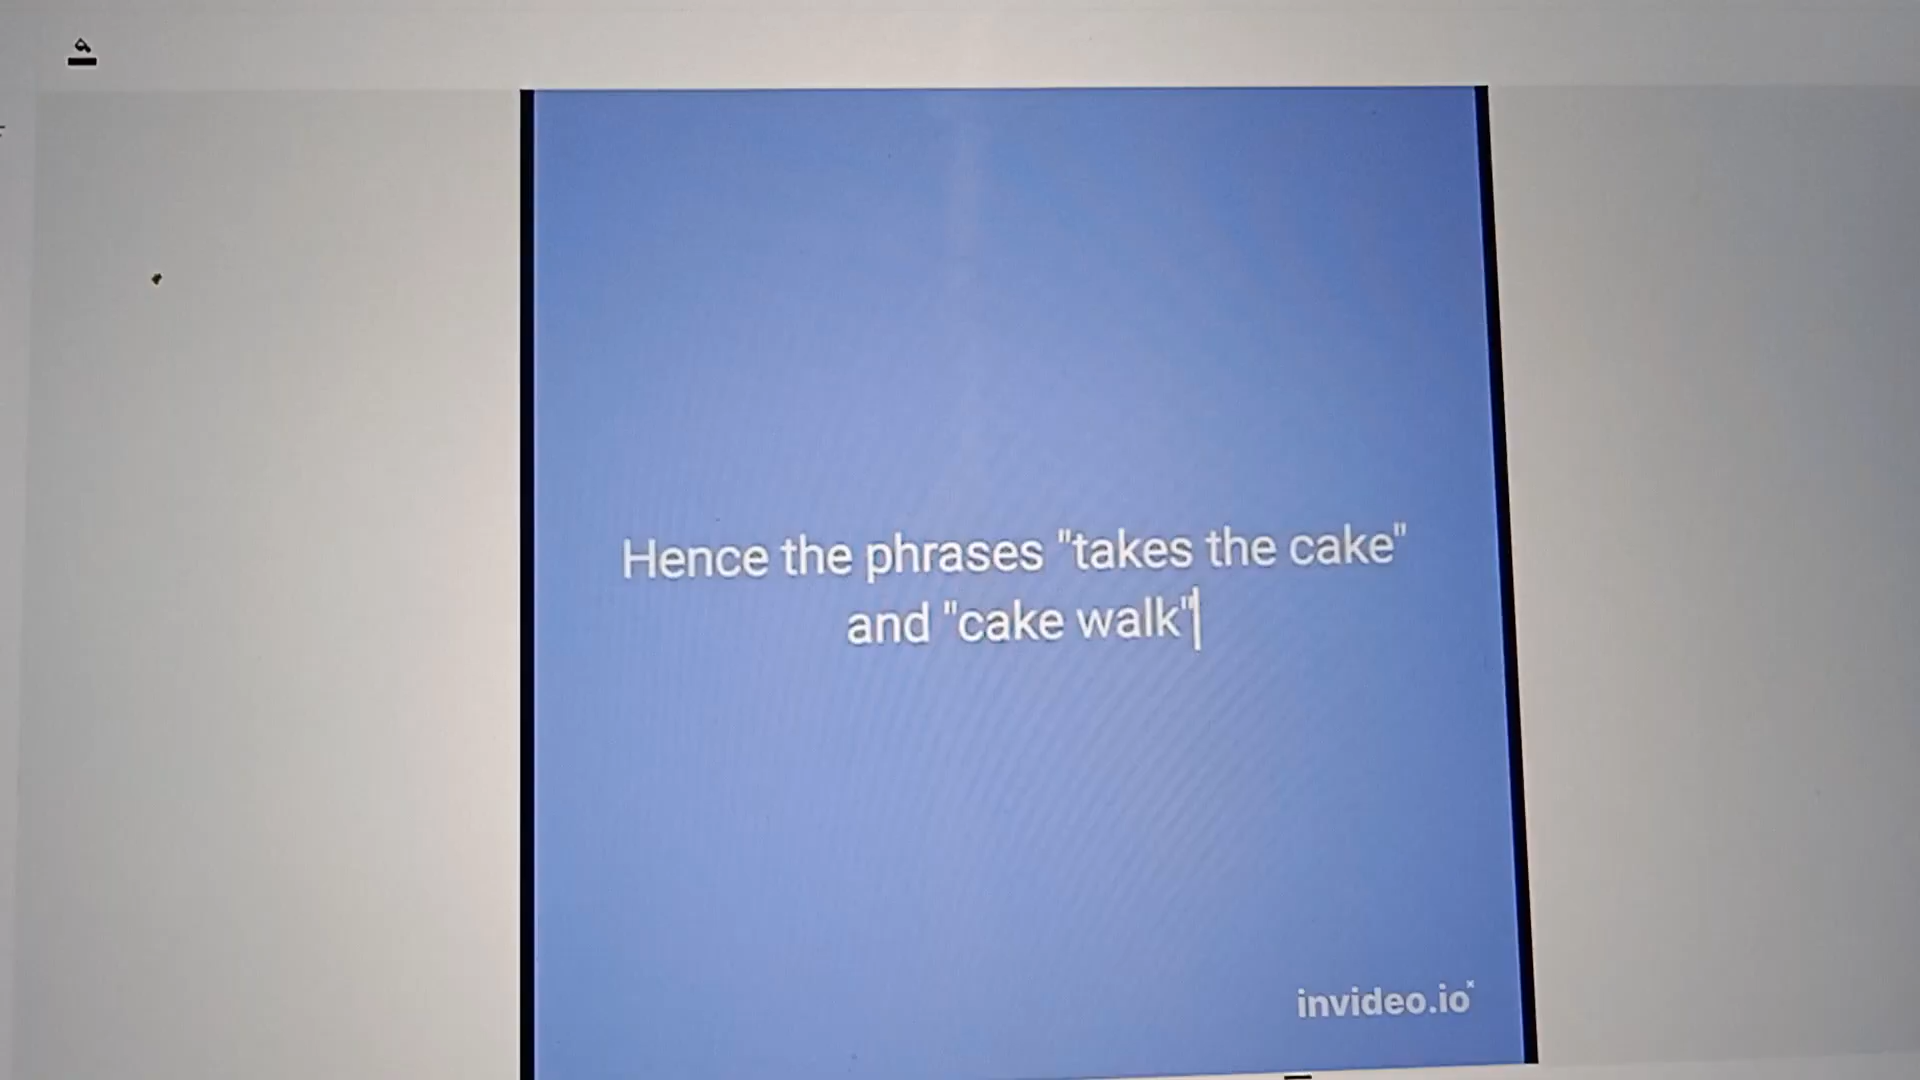 Hence the phrases "takes the cake"
and "cake walk"
invideo.io